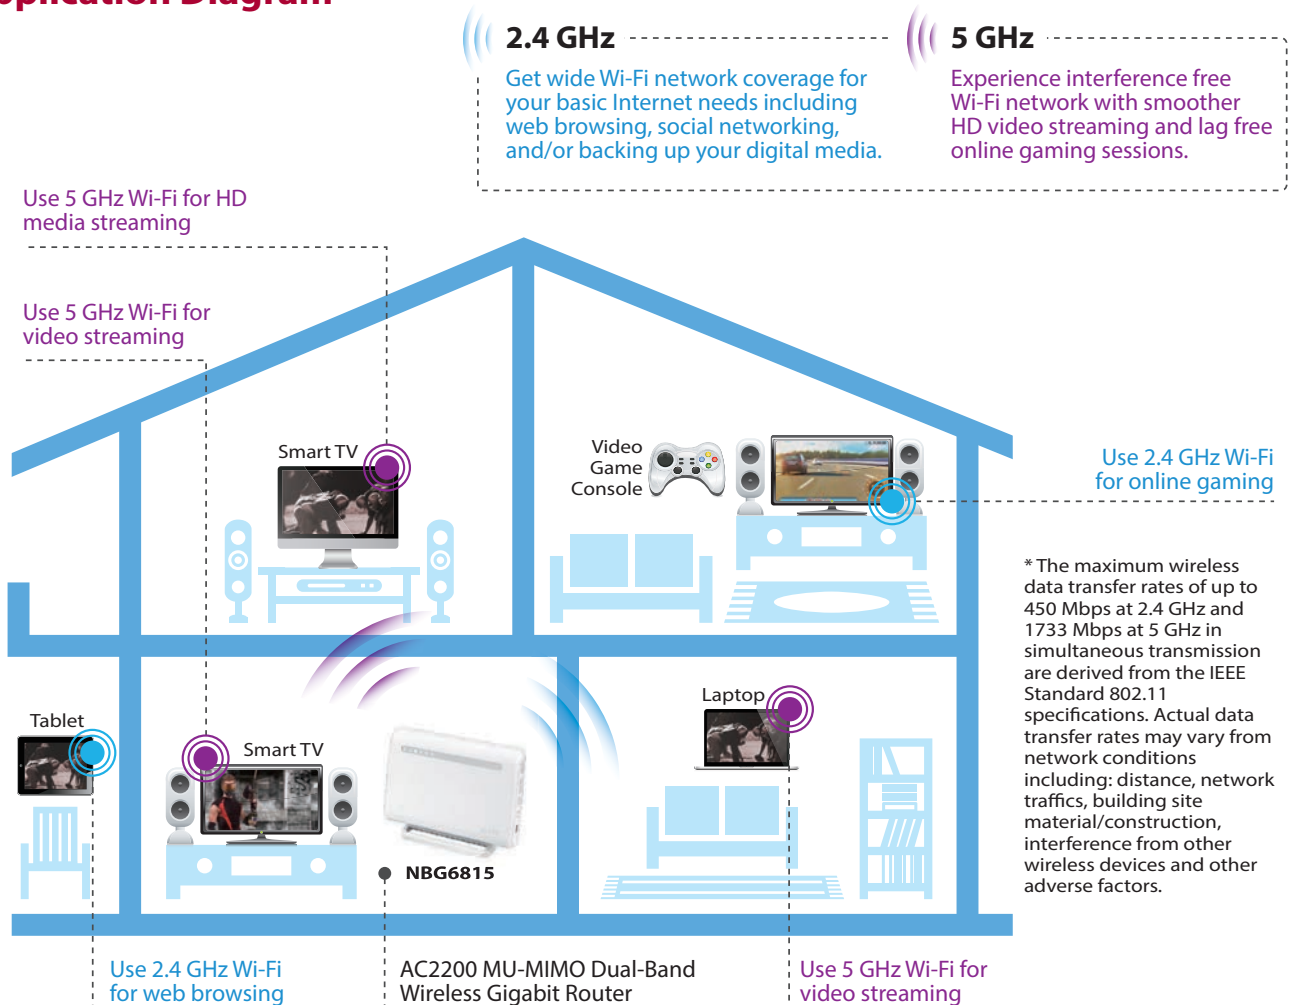 pplication Diagram
2.4 GHz
Get wide Wi-Fi network coverage for
your basic Internet needs including
web browsing, social networking,
and/or backing up your digital media.
5 GHz
Experience interference free
Wi-Fi network with smoother
HD video streaming and lag free
online gaming sessions.
Use 5 GHz Wi-Fi for HD
media streaming
Use 5 GHz Wi-Fi for
video streaming
Smart TV
Video
Game
Console
Use 2.4 GHz Wi-Fi
for online gaming
* The maximum wireless
data transfer rates of up to
450 Mbps at 2.4 GHz and
1733 Mbps at 5 GHz in
simultaneous transmission
are derived from the IEEE
Standard 802.11
specifications. Actual data
transfer rates may vary from
network conditions
including: distance, network
traffics, building site
material/construction,
interference from other
wireless devices and other
adverse factors.
Tablet
Smart TV
Laptop
NBG6815
Use 2.4 GHz Wi-Fi
for web browsing
AC2200 MU-MIMO Dual-Band
Wireless Gigabit Router
Use 5 GHz Wi-Fi for
video streaming